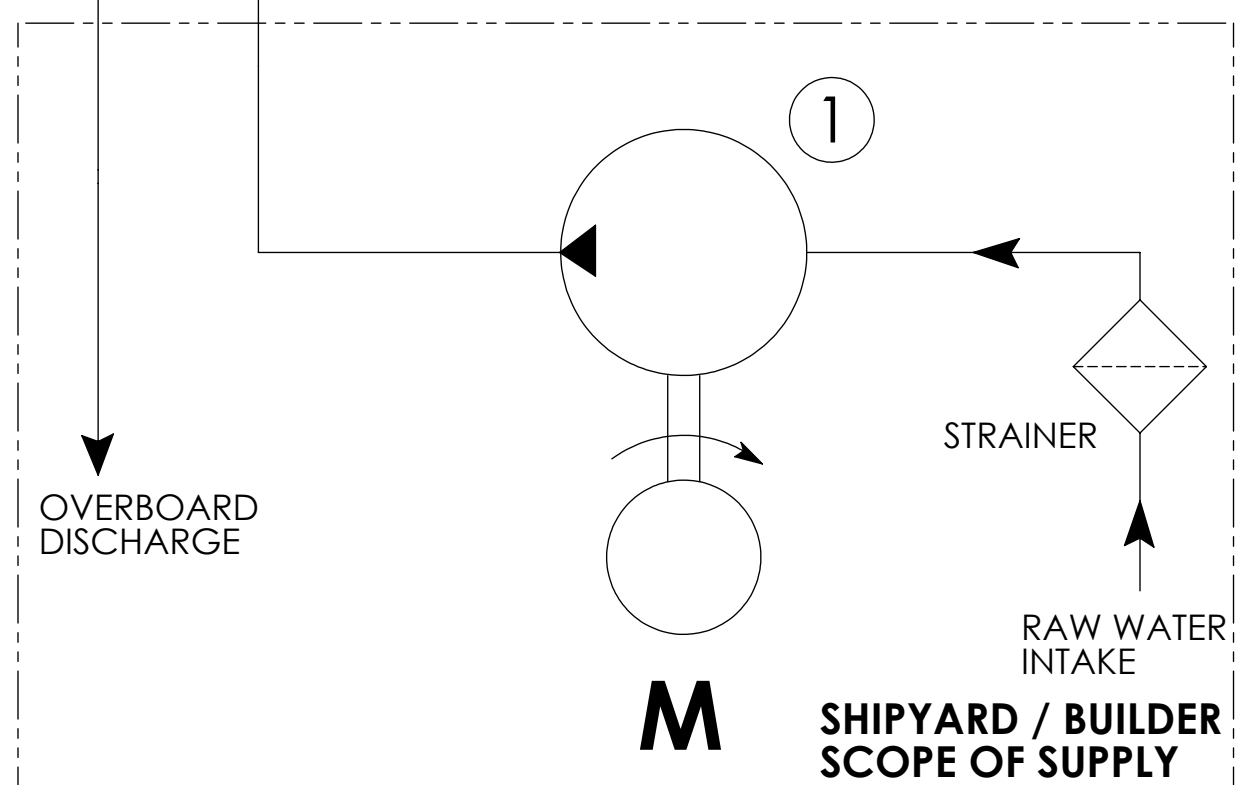 1
STRAINER
OVERBOARD
DISCHARGE
RAW WATER
INTAKE
M
SHIPYARD / BUILDER
SCOPE OF SUPPLY